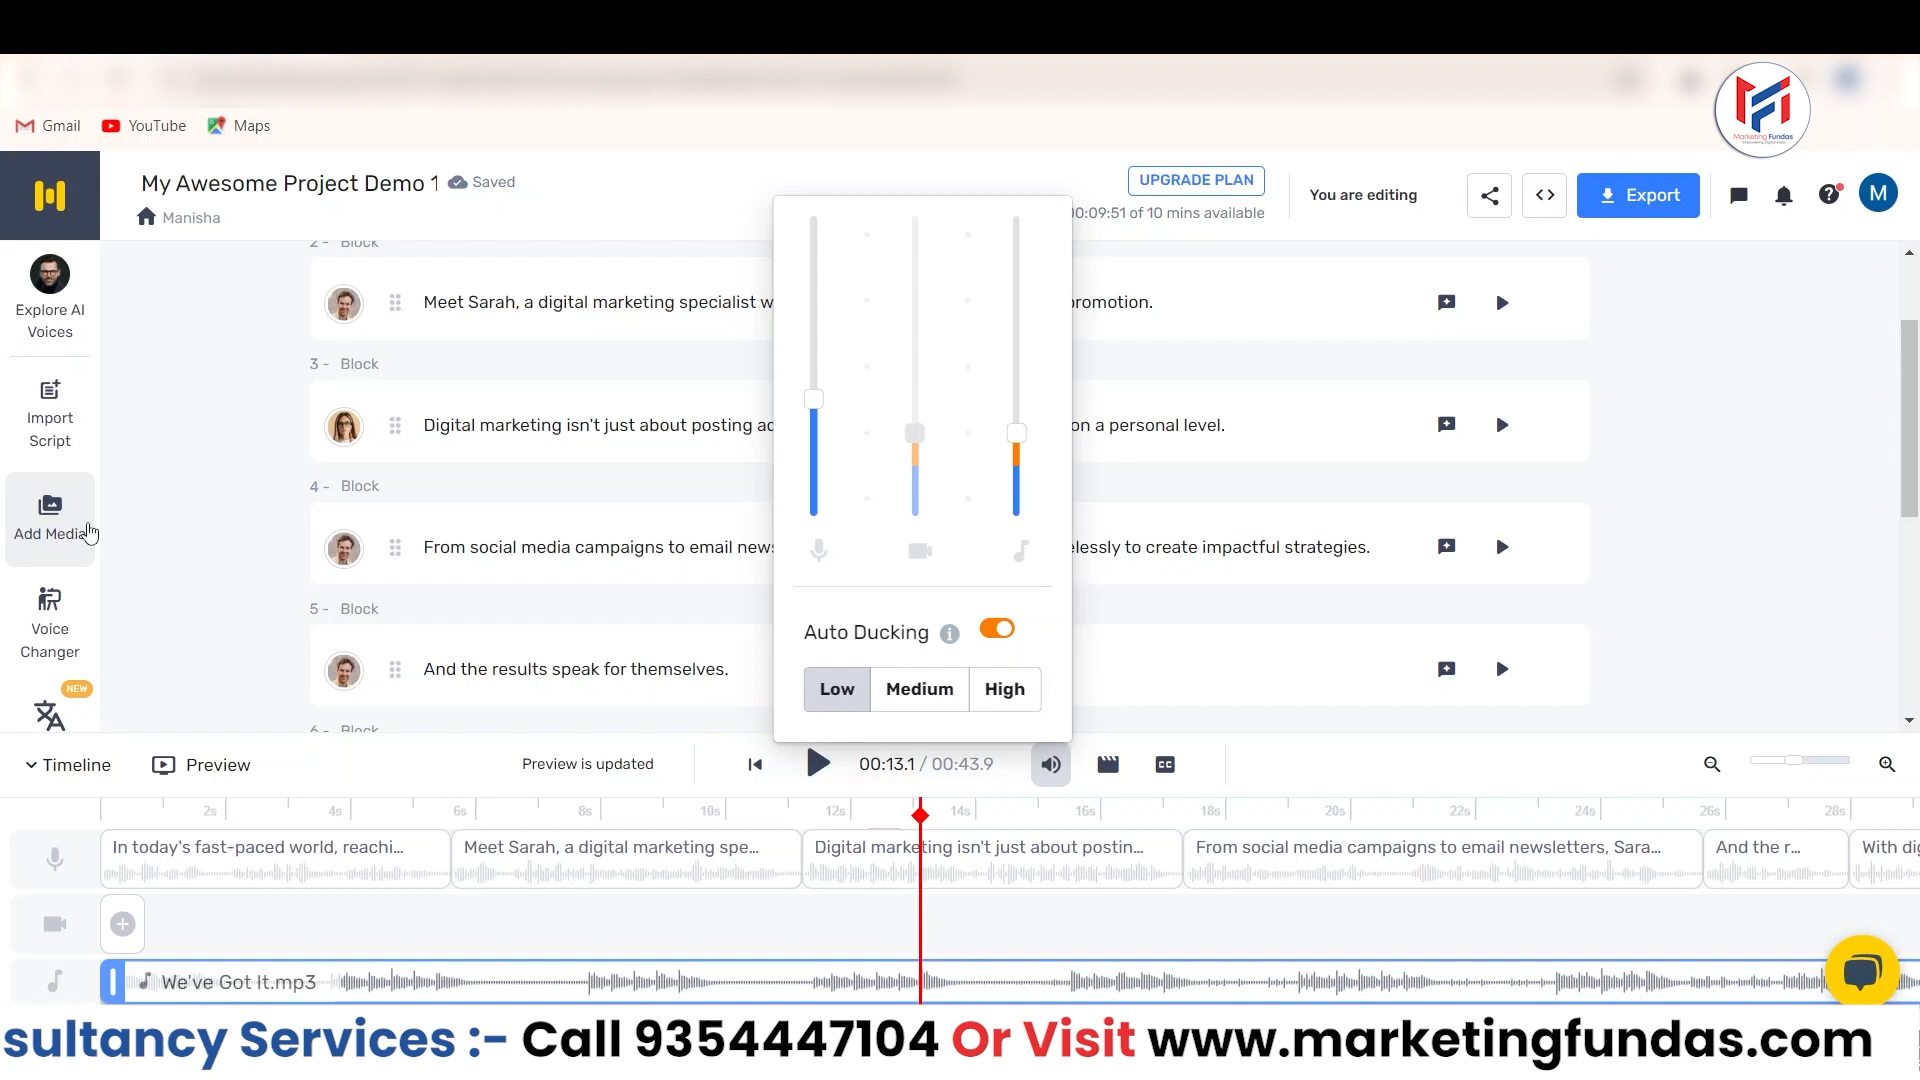 Gmail
YouTube
Maps
Marketing Fundas
My Awesome Project Demo 1
Saved
Manisha
UPGRADE PLAN
00:09:51 of 10 mins available
You are editing
Export
M
Explore AI
Voices
Import
Script
Add Media
Voice
Changer
NEW
2 - Block
Meet Sarah, a digital marketing specialist w
promotion.
3 - Block
Digital marketing isn't just about posting ad
on a personal level.
4 - Block
From social media campaigns to email news
elessly to create impactful strategies.
5 - Block
And the results speak for themselves.
6 - Block
Auto Ducking
Low
Medium
High
Timeline
Preview
Preview is updated
00:13.1 / 00:43.9
CC
2s
4s
6s
8s
10s
12s
14s
16s
18s
20s
22s
24s
26s
28s
In today's fast-paced world, reachi...
Meet Sarah, a digital marketing spe...
Digital marketing isn't just about postin...
From social media campaigns to email newsletters, Sara...
And the r...
With dig
We've Got It.mp3
sultancy Services :- Call 9354447104 Or Visit www.marketingfundas.com